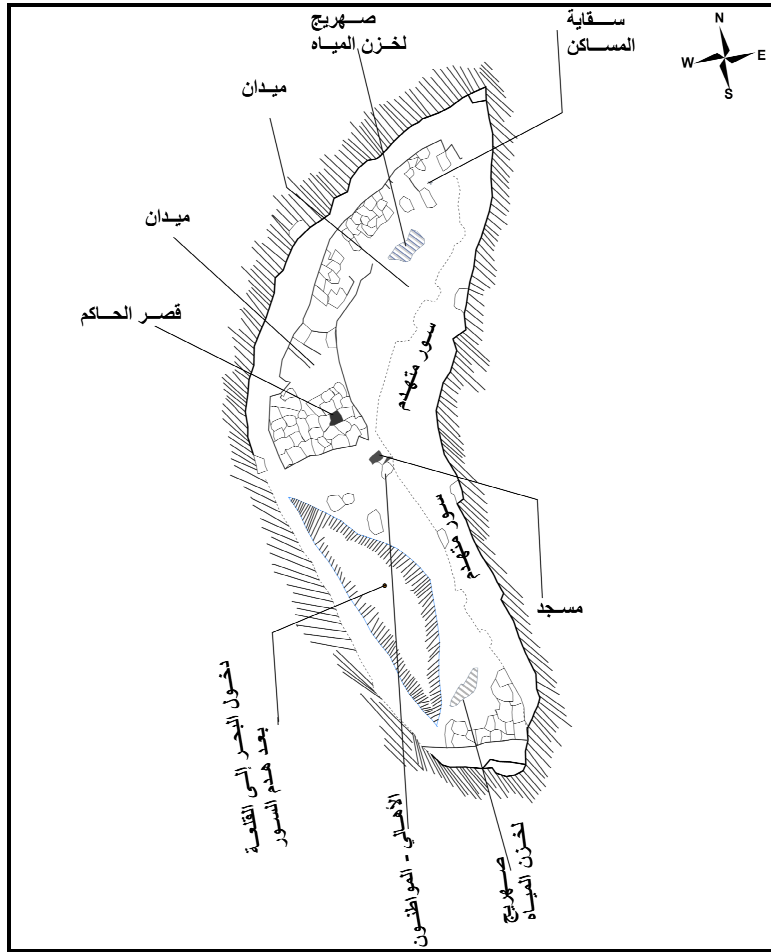 سقاية
المساكن
صهريج
لخزن المياه
N
W
E
S
ميدان
ميدان
قصر الحاكم
سور متهدم
سور متهدم
مسجد
دخول البحر إلى القلعة
بعد هدم السور
الأهالي - المواطنون
صهريج
لخزن المياه